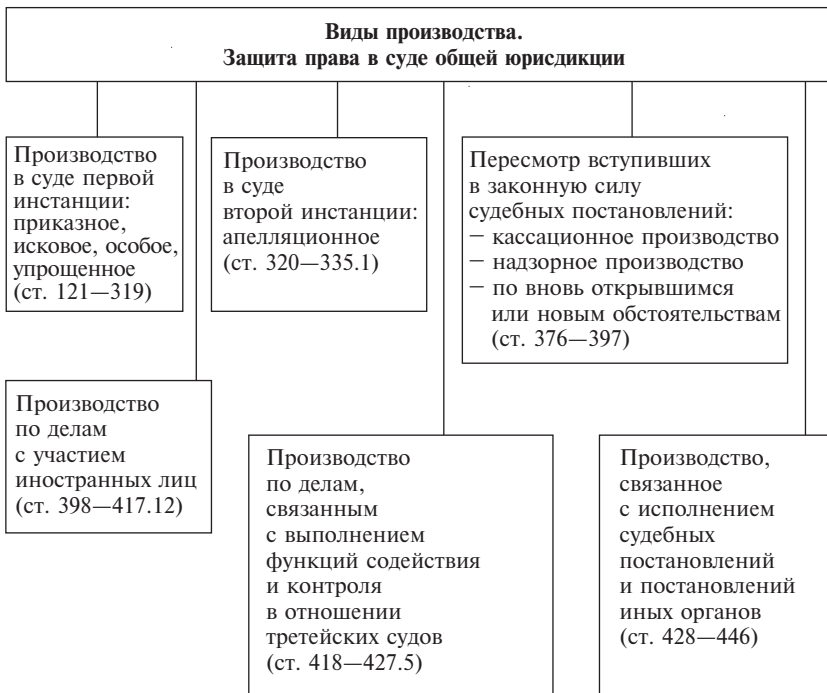 Виды производства.
Защита права в суде общей юрисдикции
Производство
в суде первой
инстанции:
приказное,
исковое, особое,
упрощенное
(ст. 121—319)
Производство
в суде
второй инстанции:
апелляционное
(ст. 320—335.1)
Пересмотр вступивших
в законную силу
судебных постановлений:
— кассационное производство
— надзорное производство
— по вновь открывшимся
или новым обстоятельствам
(ст. 376—397)
Производство
по делам
с участием
иностранных лиц
(ст. 398—417.12)
Производство
по делам,
связанным
с выполнением
функций содействия
и контроля
в отношении
третейских судов
(ст. 418—427.5)
Производство,
связанное
с исполнением
судебных
постановлений
и постановлений
иных органов
(ст. 428—446)